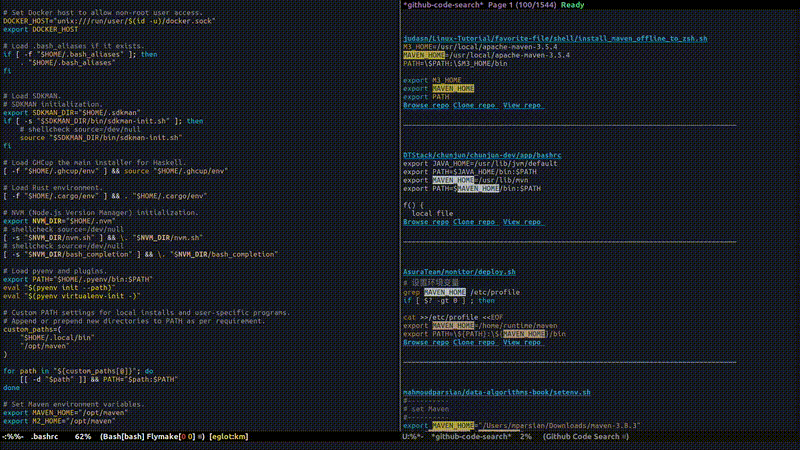 # Set Docker host to allow non-root user access.
DOCKER_HOST="unix:///run/user/$(id -u)/docker.sock"
export DOCKER_HOST
# Load .bash_aliases if it exists.
if [ -f "$HOME/.bash_aliases" ]; then
. "$HOME/.bash_aliases"
fi
# Load SDKMAN.
# SDKMAN initialization.
export SDKMAN_DIR="$HOME/.sdkman"
if [ -s "$SDKMAN_DIR/bin/sdkman-init.sh" ]; then
# shellcheck source=/dev/null
source "$SDKMAN_DIR/bin/sdkman-init.sh"
fi
# Load GHCup the main installer for Haskell.
[ -f "$HOME/.ghcup/env" ] && source "$HOME/.ghcup/env"
# Load Rust environment.
[ -f "$HOME/.cargo/env" ] && . "$HOME/.cargo/env"
# NVM (Node.js Version Manager) initialization.
export NVM_DIR="$HOME/.nvm"
# shellcheck source=/dev/null
[ -s "$NVM_DIR/nvm.sh" ] && \. "$NVM_DIR/nvm.sh"
# shellcheck source=/dev/null
[ -s "$NVM_DIR/bash_completion" ] && \. "$NVM_DIR/bash_completion"
# Load pyenv and plugins.
export PATH="$HOME/.pyenv/bin:$PATH"
eval "$(pyenv init --path)"
eval "$(pyenv virtualenv-init -)"
# Custom PATH settings for local installs and user-specific programs.
# Append or prepend new directories to PATH as per requirement.
custom_paths=(
"$HOME/.local/bin"
"/opt/maven"
)
for path in "${custom_paths[@]}"; do
[[ -d "$path" ]] && PATH="$path:$PATH"
done
# Set Maven environment variables.
export MAVEN_HOME="/opt/maven"
export M2_HOME="/opt/maven"
-:%%- .bashrc 62% (Bash[bash] Flymake[0 0] ≡) [eglot:km]
*github-code-search* Page 1 (100/1544) Ready
judasn/Linux-Tutorial/favorite-file/shell/install_maven_offline_to_zsh.sh
M3_HOME=/usr/local/apache-maven-3.5.4
MAVEN_HOME=/usr/local/apache-maven-3.5.4
PATH=\$PATH:\$M3_HOME/bin
export M3_HOME
export MAVEN_HOME
export PATH
Browse repo Clone repo View repo
DTStack/chunjun/chunjun-dev/app/bashrc
export JAVA_HOME=/usr/lib/jvm/default
export PATH=$JAVA_HOME/bin:$PATH
export MAVEN_HOME=/usr/lib/mvn
export PATH=$MAVEN_HOME/bin:$PATH
f() {
local file
Browse repo Clone repo View repo
AsuraTeam/monitor/deploy.sh
# 设置环境变量
grep MAVEN_HOME /etc/profile
if [ $? -gt 0 ] ; then
cat >>/etc/profile <<EOF
export MAVEN_HOME=/home/runtime/maven
export PATH=\${PATH}:\${MAVEN_HOME}/bin
Browse repo Clone repo View repo
mahmoudparsian/data-algorithms-book/setenv.sh
#----------
# set Maven
#----------
export MAVEN_HOME="/Users/mparsian/Downloads/maven-3.8.3"
U:%*- *github-code-search* 2% (Github Code Search ≡)